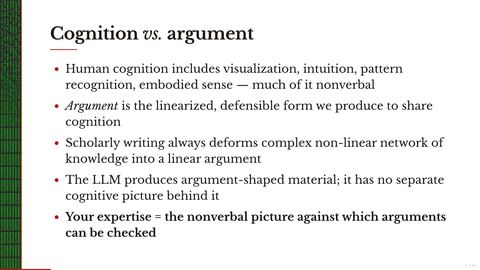 Cognition vs. argument
• Human cognition includes visualization, intuition, pattern
recognition, embodied sense — much of it nonverbal
• Argument is the linearized, defensible form we produce to share
cognition
• Scholarly writing always deforms complex non-linear network of
knowledge into a linear argument
• The LLM produces argument-shaped material; it has no separate
cognitive picture behind it
• Your expertise = the nonverbal picture against which arguments
can be checked